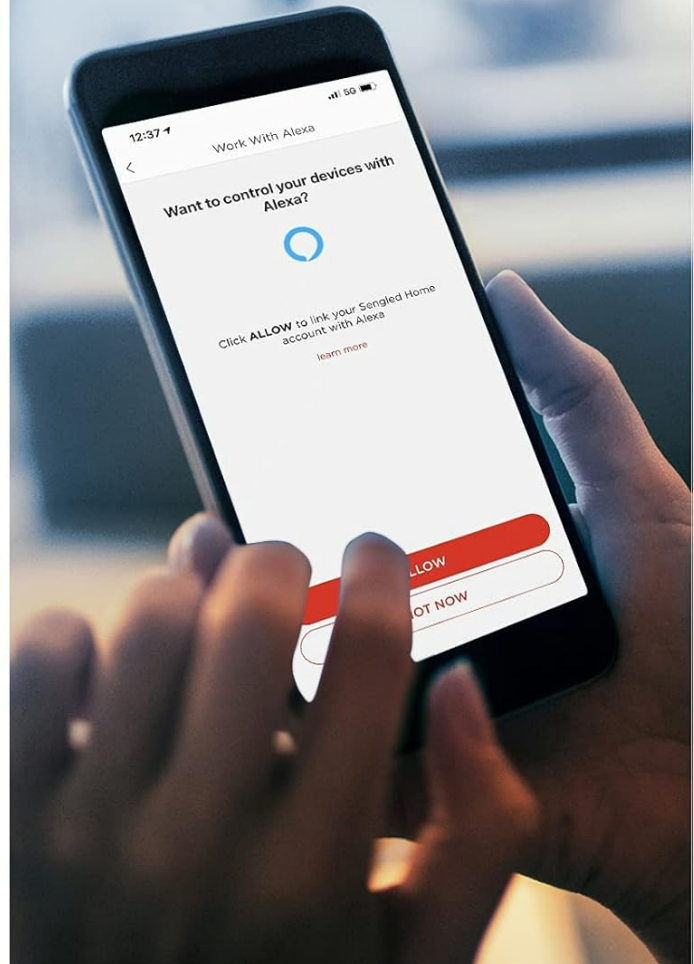 12:37 5G
Work With Alexa
Want to control your devices with
Alexa?
Click ALLOW to link your Sengled Home
account with Alexa
learn more
LLOW
OT NOW